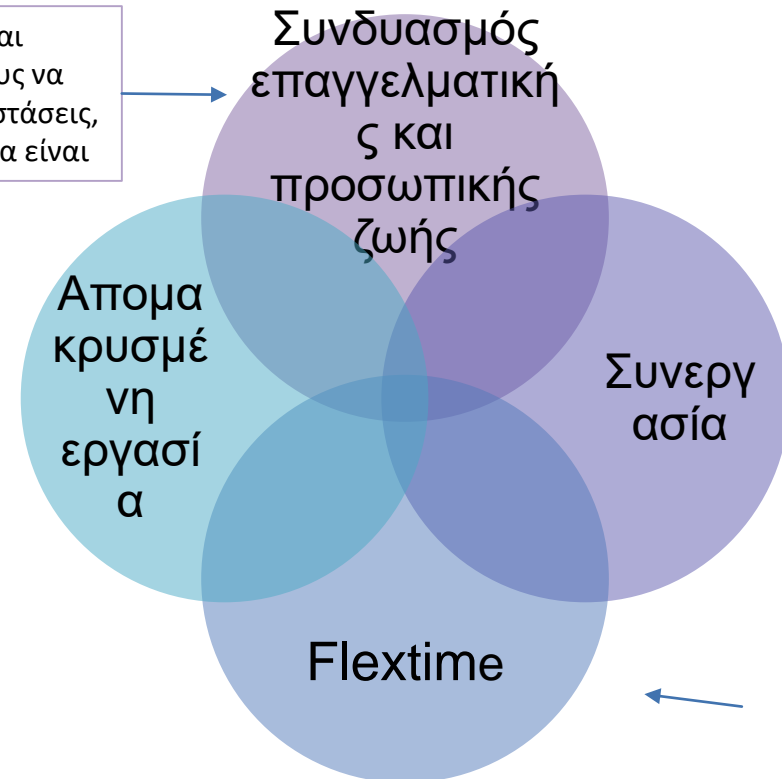 αι
υς να
στάσεις,
α είναι
Συνδυασμός
επαγγελματική
ς και
προσωπικής
ζωής
Απομα
κρυσμέ
νη
εργασί
α
Συνεργ
ασία
Flextime